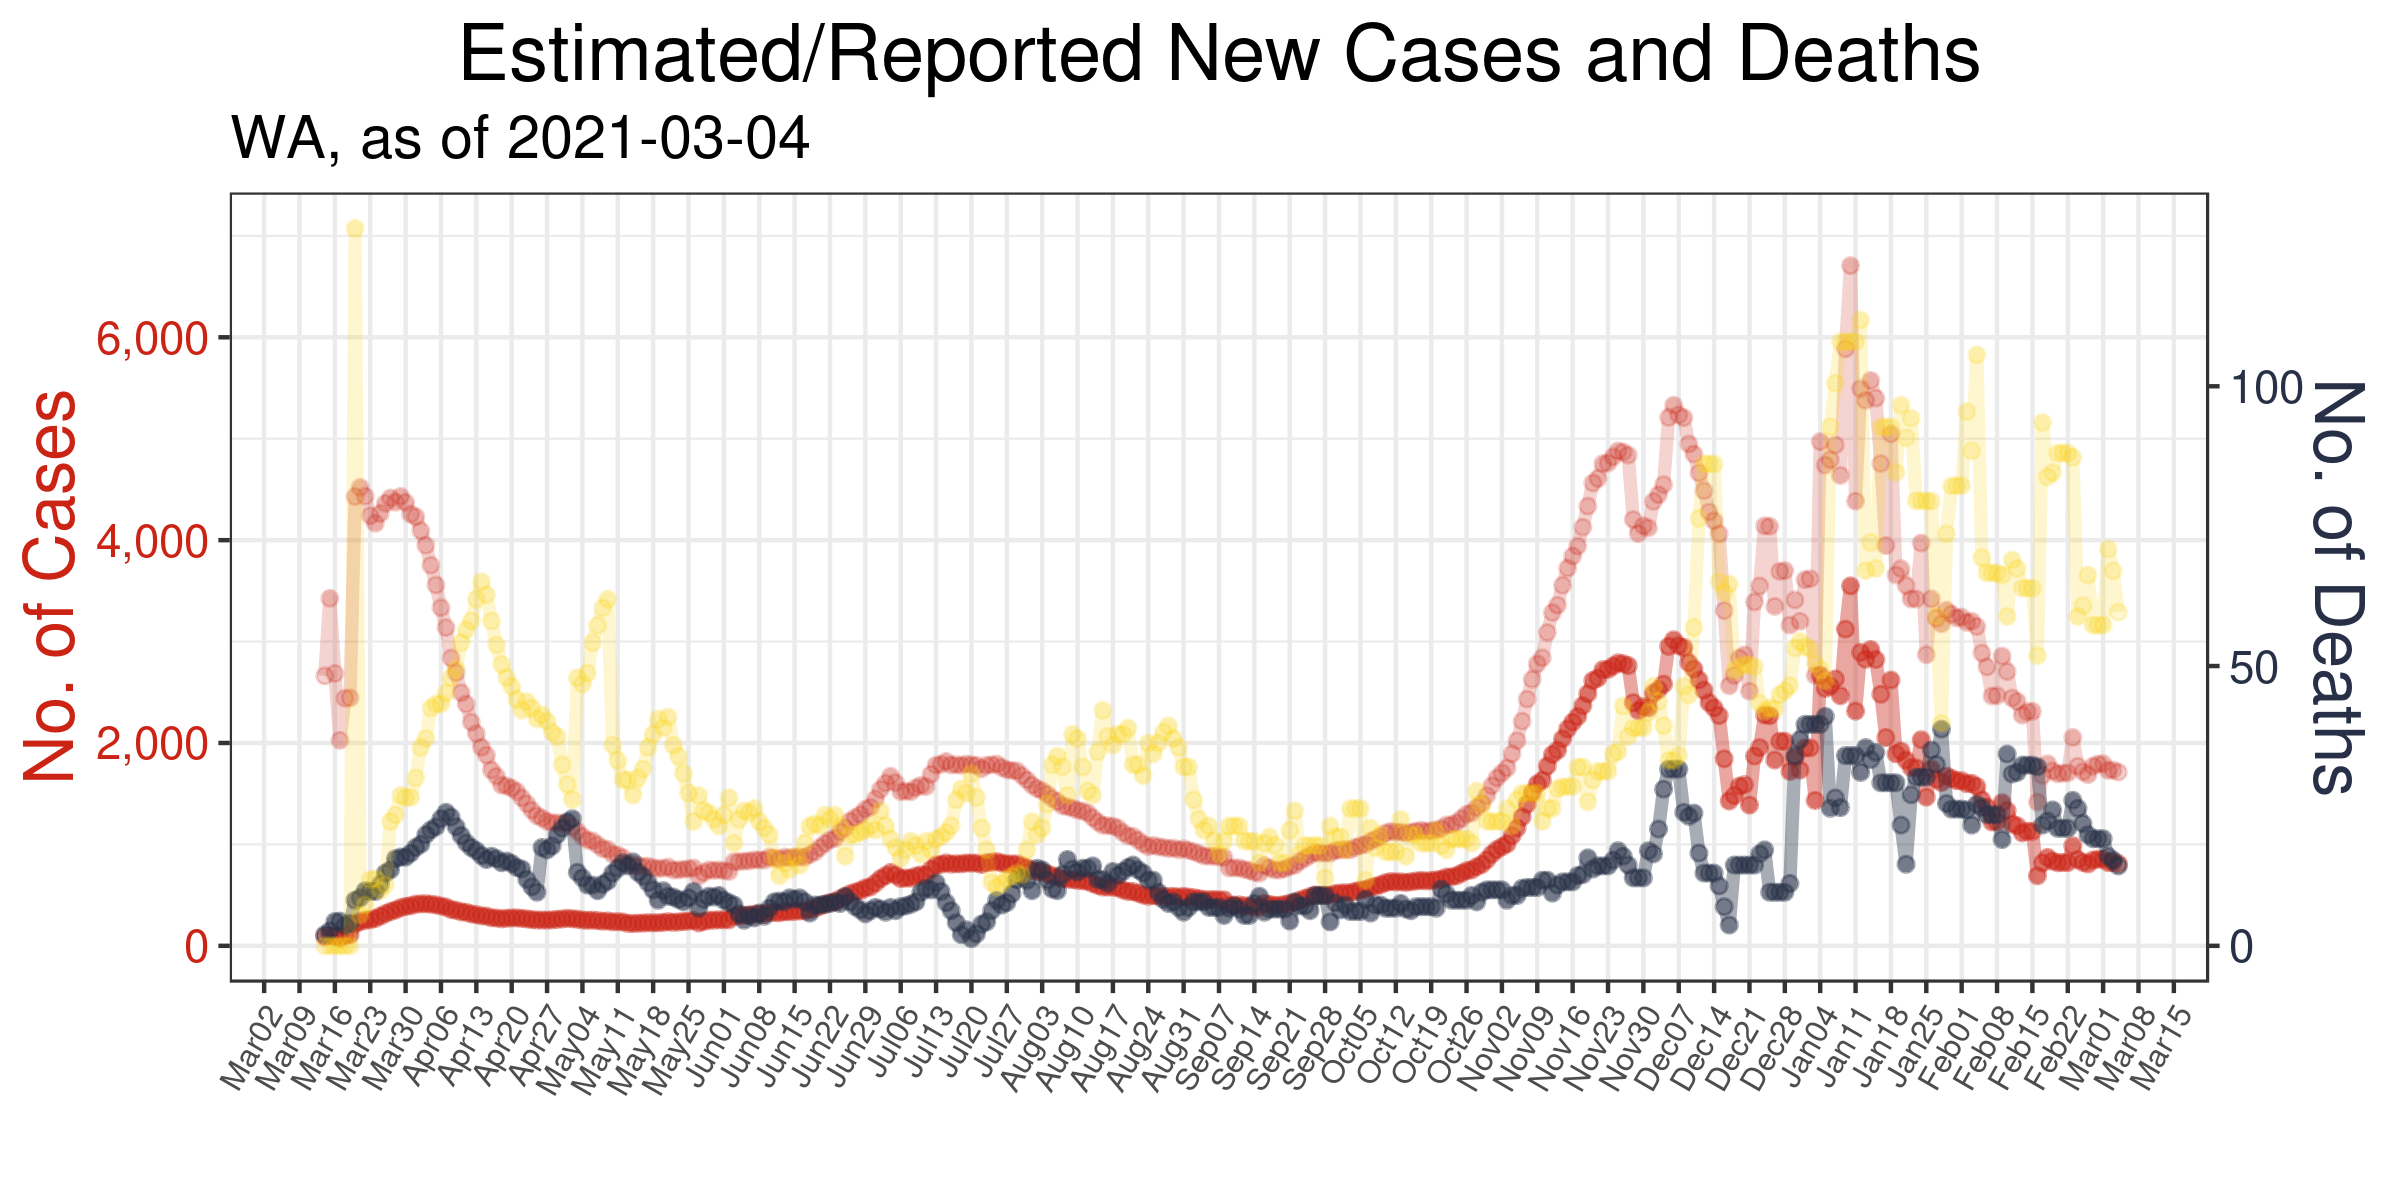 Estimated/Reported New Cases and Deaths
WA, as of 2021-03-04
No. of Cases
6,000
4,000
2,000
0
100
50
0
No. of Deaths
Mar02
Mar09
Mar16
Mar23
Mar30
Apr06
Apr13
Apr20
Apr27
May04
May11
May18
May25
Jun01
Jun08
Jun15
Jun22
Jun29
Jul06
Jul13
Jul20
Jul27
Aug03
Aug10
Aug17
Aug24
Aug31
Sep07
Sep14
Sep21
Sep28
Oct05
Oct12
Oct19
Oct26
Nov02
Nov09
Nov16
Nov23
Nov30
Dec07
Dec14
Dec21
Dec28
Jan04
Jan11
Jan18
Jan25
Feb01
Feb08
Feb15
Feb22
Mar01
Mar08
Mar15